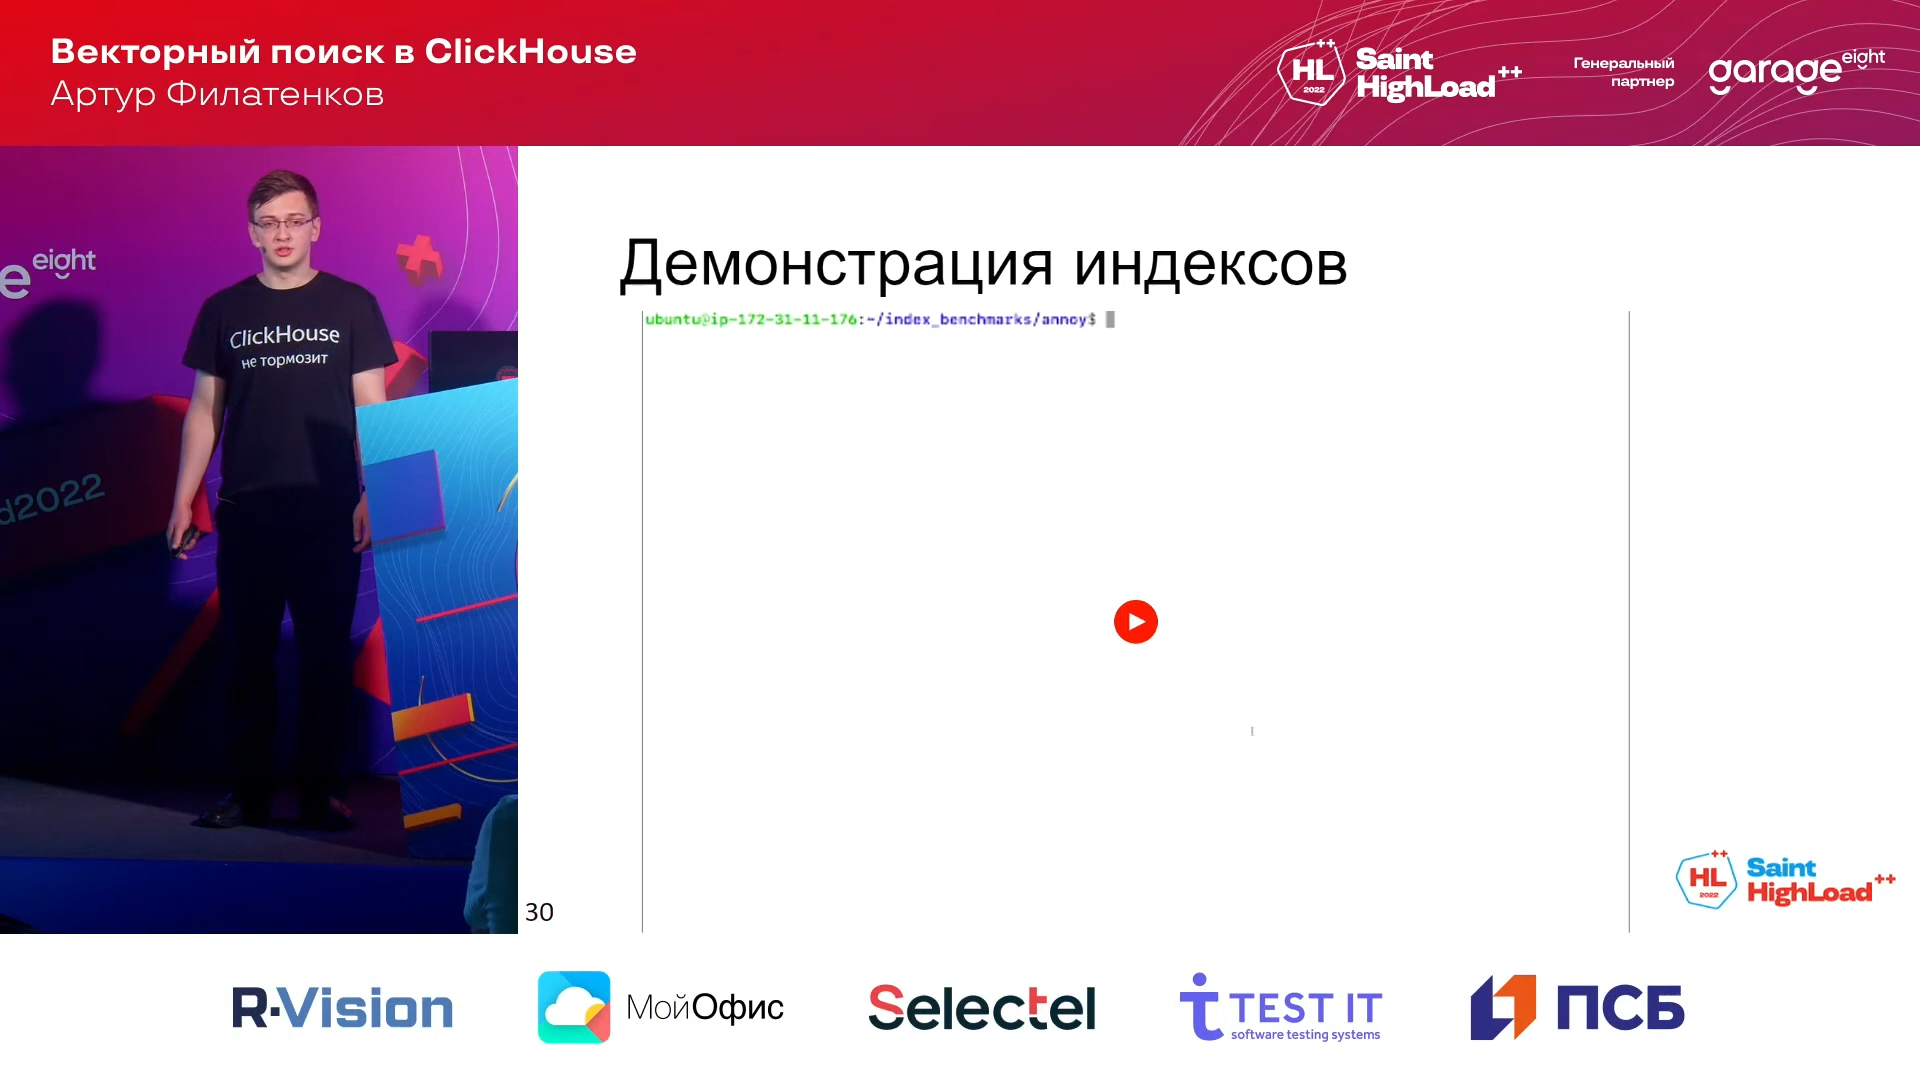 Векторный поиск в ClickHouse
Артур Филатенков
HL
2022
Saint
HighLoad++
Генеральный
партнер
garage eight
e eight
ClickHouse
не тормозит
d2022
Демонстрация индексов
ubuntu@ip-172-31-11-176:~/index_benchmarks/annoy$
30
HL
2022
Saint
HighLoad++
R-Vision
МойОфис
Selectel
TEST IT
software testing systems
ПСБ